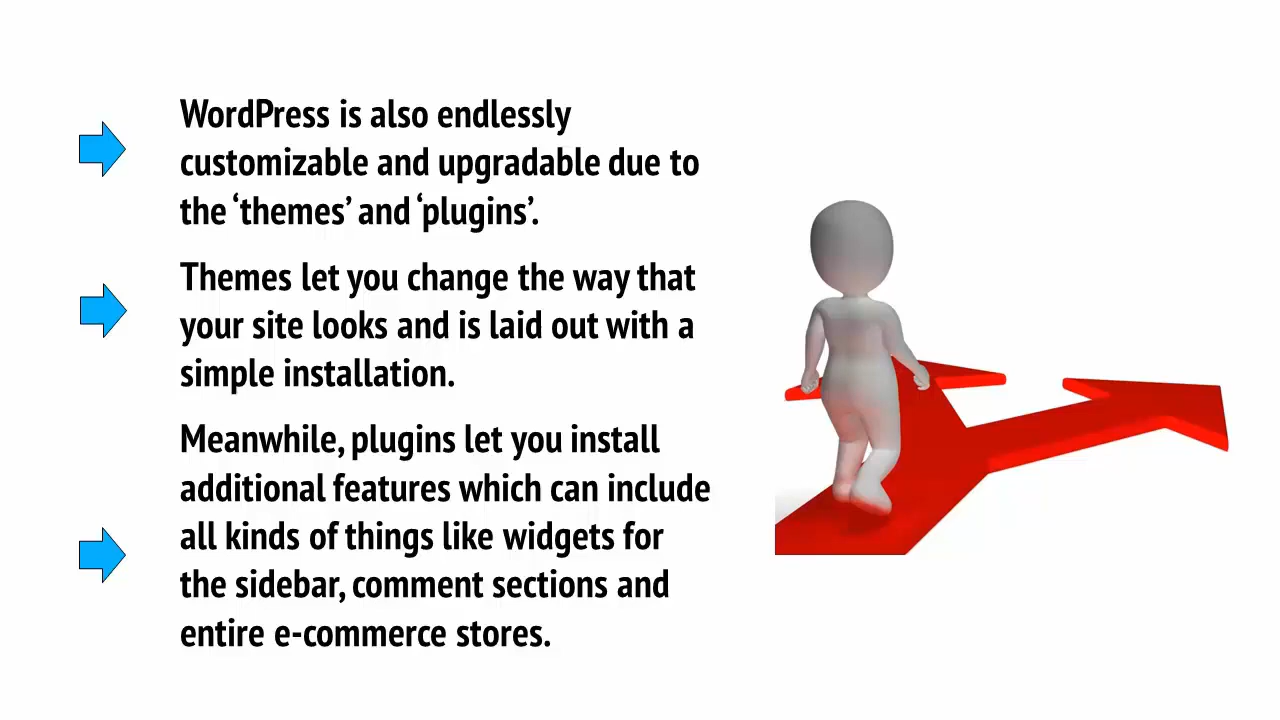 WordPress is also endlessly
customizable and upgradable due to
the ‘themes’ and ‘plugins’.
Themes let you change the way that
your site looks and is laid out with a
simple installation.
Meanwhile, plugins let you install
additional features which can include
all kinds of things like widgets for
the sidebar, comment sections and
entire e-commerce stores.